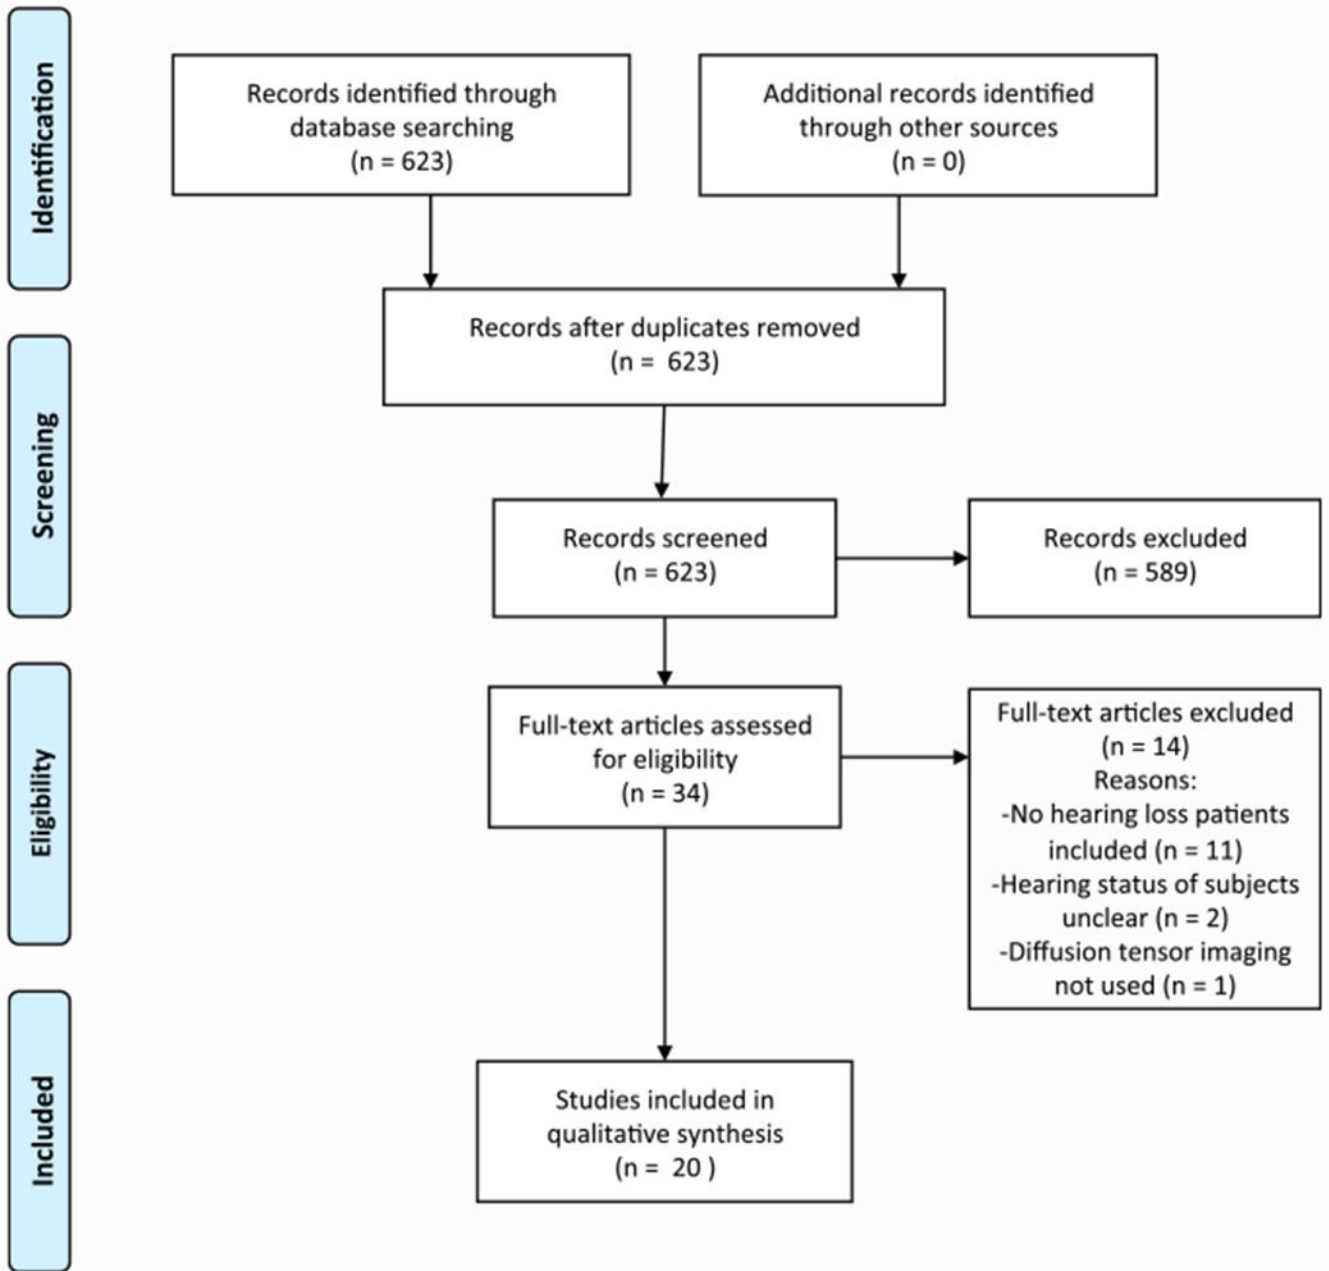 Identification
Records identified through
database searching
(n = 623)
Additional records identified
through other sources
(n = 0)
Records after duplicates removed
(n = 623)
Screening
Records screened
(n = 623)
Records excluded
(n = 589)
Eligibility
Full-text articles assessed
for eligibility
(n = 34)
Full-text articles excluded
(n = 14)
Reasons:
-No hearing loss patients
included (n = 11)
-Hearing status of subjects
unclear (n = 2)
-Diffusion tensor imaging
not used (n = 1)
Included
Studies included in
qualitative synthesis
(n = 20 )